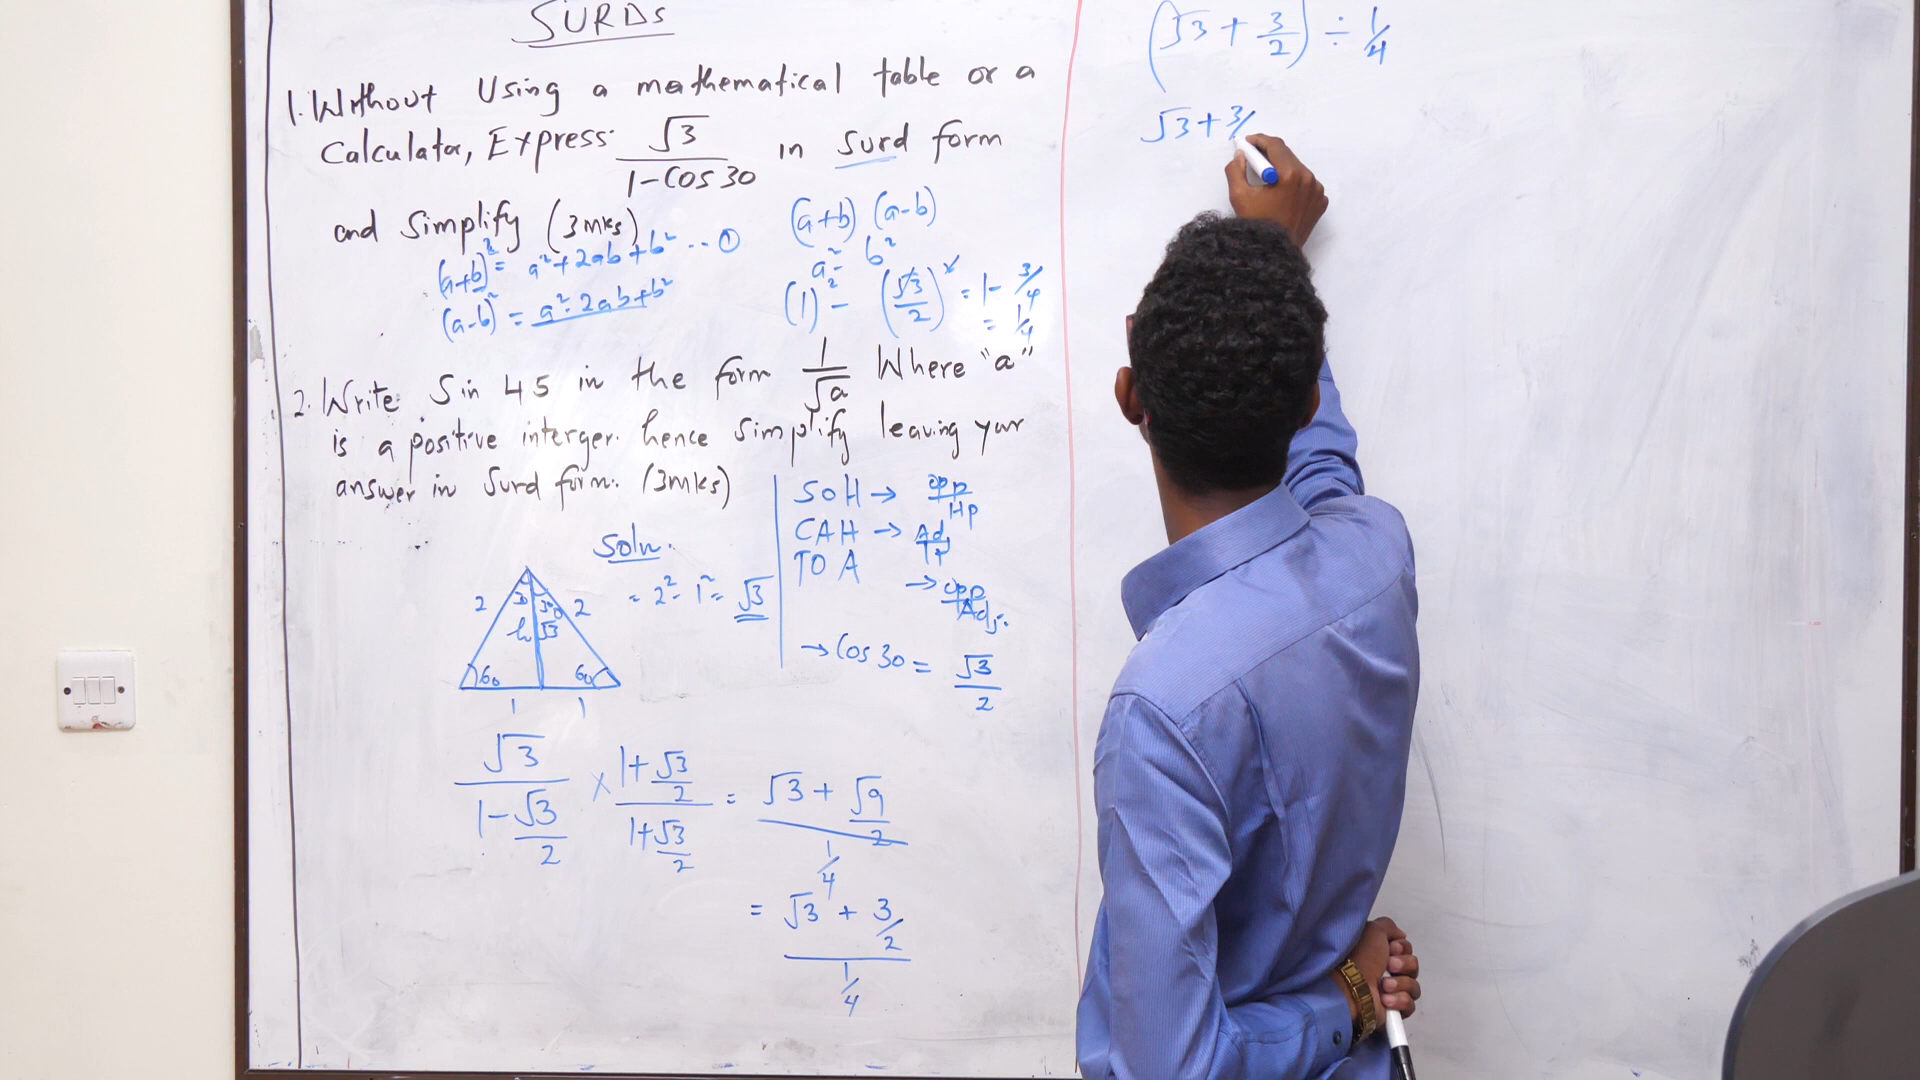 SURDs
1. Without Using a mathematical table or a
Calculator, Express √3/(1-Cos 30) in surd form
and Simplify (3mks)
(a+b)² = a²+2ab+b² -- ①
(a-b)² = a²-2ab+b²
(a+b) (a-b)
a² - b²
(1)² - (√3/2)² = 1- 3/4
= 1/4
2. Write Sin 45 in the form 1/√a Where "a"
is a positive interger. hence Simplify leaving your
answer in Surd form. (3mks)
Soln.
2 30 30 2
h √3
60 60
1 1
= 2² - 1² = √3
SOH → opp/Hp
CAH → Adj
TOA → opp/Adj.
→ Cos 30 = √3/2
√3/(1-√3/2) × (1+√3/2)/(1+√3/2) = (√3 + √9/2)/(1/4)
= (√3 + 3/2)/(1/4)
(√3 + 3/2) ÷ 1/4
√3 + 3/